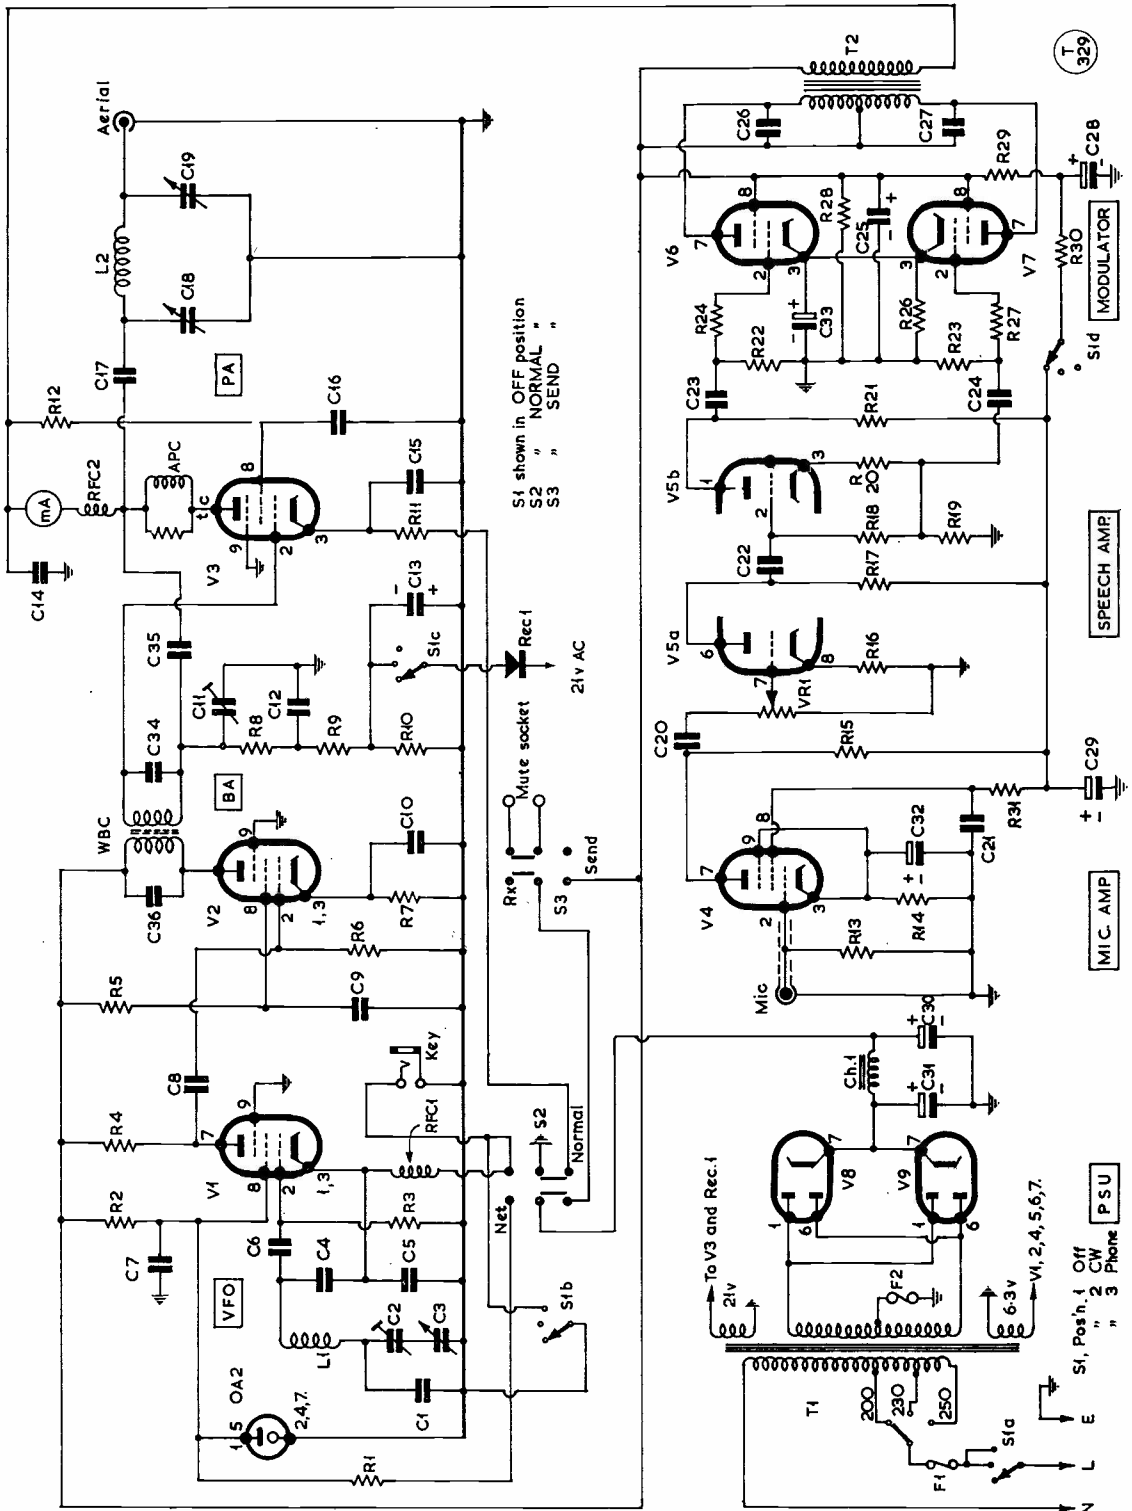 Aerial
T
329
C14
mA
RFC2
R12
C17
L2
C18
C19
PA
APC
tc
8
9
2
3
V3
C16
C15
R11
C13
-
+
C35
C34
WBC
C36
C11
C12
R8
R9
R10
S1c
Rec.1
21v AC
BA
V2
9
8
2
1,3
C10
R7
R6
R5
C9
C8
R4
R2
C7
7
9
V1
8
2
1,3
RFC1
Key
R3
C6
C4
C5
VFO
L1
C2
C3
C1
OA2
1,5
2,4,7.
R1
S1b
Net
S2
Normal
Mute socket
Rx
S3
Send
S1 shown in OFF position
S2 " " NORMAL "
S3 " " SEND "
T2
C26
C27
V6
7
8
2
3
R28
C25
- +
V7
8
3
2
7
R29
+ C28
-
R30
S1d
MODULATOR
R24
R22
C33
- +
R26
R23
R27
C23
C24
R21
V5b
1
2
3
R
20
R18
R19
C22
R17
V5a
6
7
8
VR1
R16
SPEECH AMP.
C20
R15
V4
7
9
8
2
3
Mic
R13
R14
+
-
C32
C21
R31
+ C29
-
MIC. AMP
Ch.1
+ C30
-
+ C31
-
V8
7
1
6
V9
7
1
6
PSU
To V3 and Rec.1
21v
F2
6·3v
V1, 2, 4, 5, 6, 7.
T1
200
230
250
F1
S1a
N
L
E
S1, Pos'n. 1 Off
" 2 CW
" 3 Phone